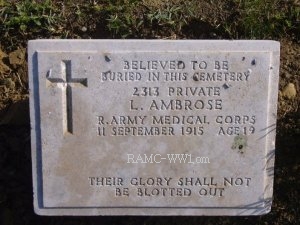 BELIEVED TO BE
BURIED IN THIS CEMETERY
2313 PRIVATE
L. AMBROSE
R. ARMY MEDICAL CORPS
11 SEPTEMBER 1915 AGE 19
RAMC-WW1.com
THEIR GLORY SHALL NOT
BE BLOTTED OUT